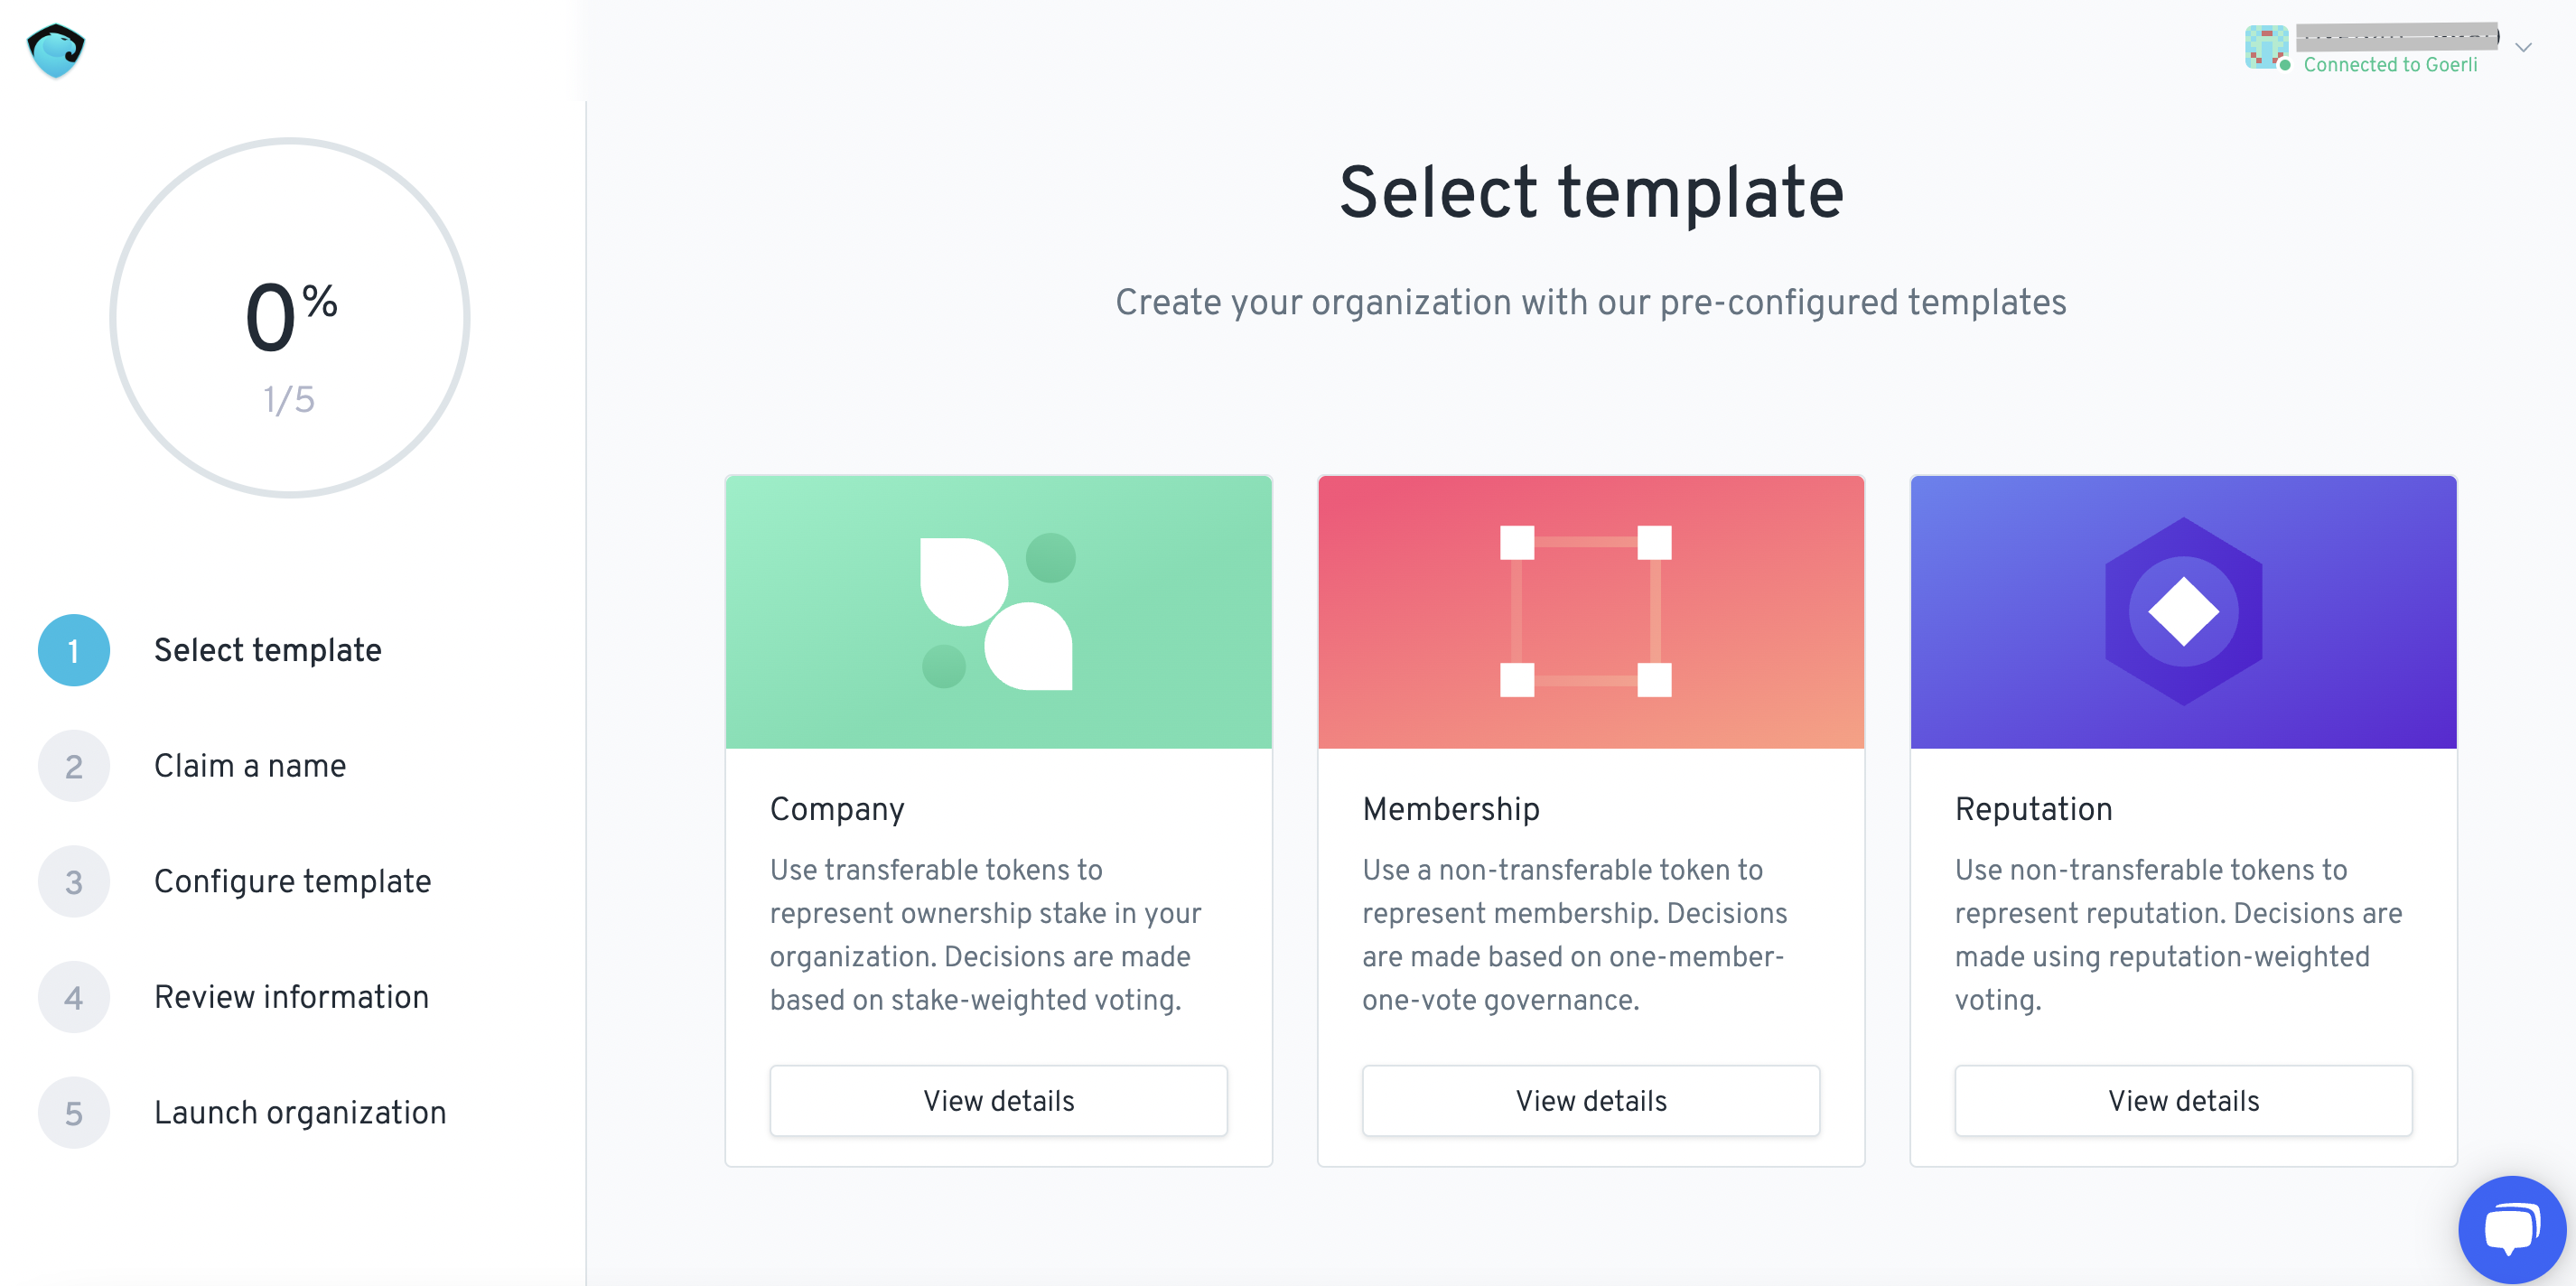 Connected to Goerli
0%
1/5
1 Select template
2 Claim a name
3 Configure template
4 Review information
5 Launch organization
Select template
Create your organization with our pre-configured templates
Company
Use transferable tokens to
represent ownership stake in your
organization. Decisions are made
based on stake-weighted voting.
View details
Membership
Use a non-transferable token to
represent membership. Decisions
are made based on one-member-
one-vote governance.
View details
Reputation
Use non-transferable tokens to
represent reputation. Decisions are
made using reputation-weighted
voting.
View details